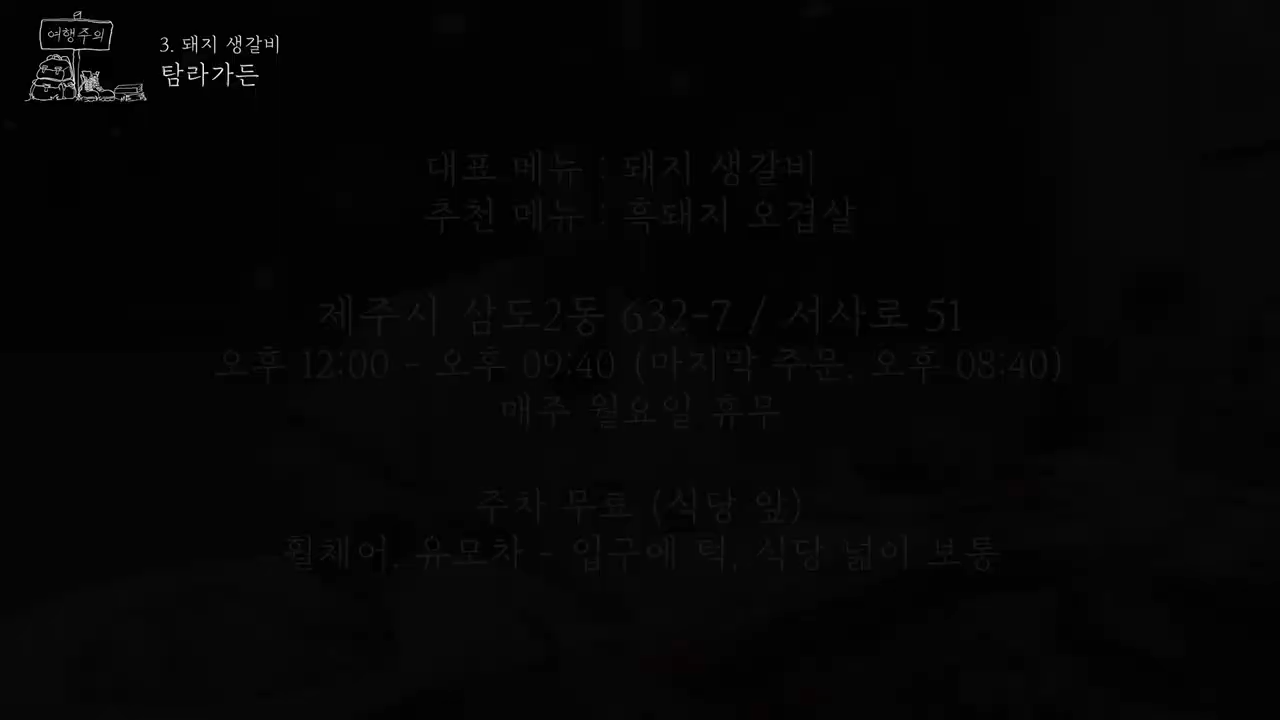 여행주의
3. 돼지 생갈비
탐라가든
대표 메뉴 : 돼지 생갈비
추천 메뉴 : 흑돼지 오겹살
제주시 삼도2동 632-7 / 서사로 51
오후 12:00 - 오후 09:40 (마지막 주문, 오후 08:40)
매주 월요일 휴무
주차 무료 (식당 앞)
휠체어, 유모차 - 입구에 턱, 식당 넓이 보통